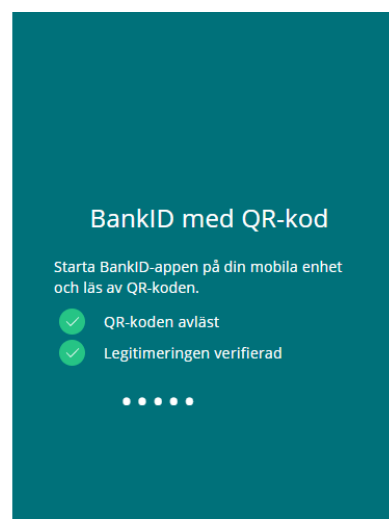 BankID med QR-kod
Starta BankID-appen på din mobila enhet
och läs av QR-koden.
QR-koden avläst
Legitimeringen verifierad